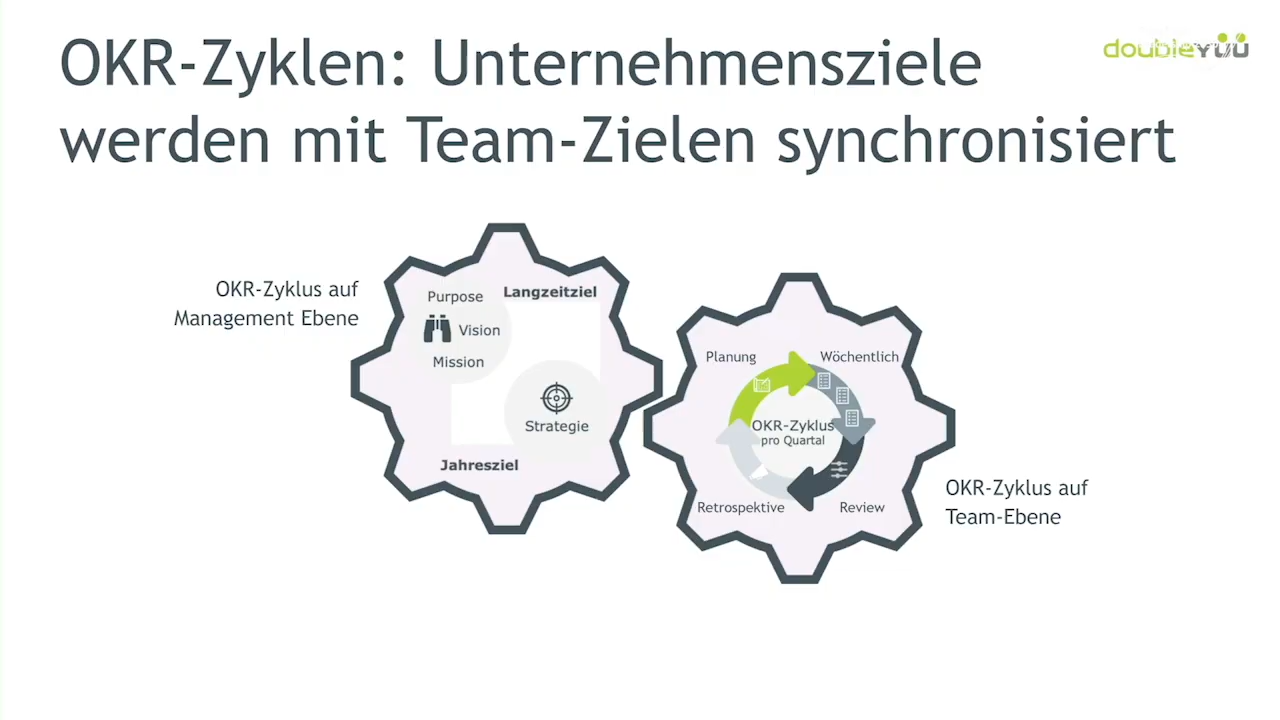 OKR-Zyklen: Unternehmensziele
werden mit Team-Zielen synchronisiert
doubleYUU
OKR-Zyklus auf
Management Ebene
Purpose
Langzeitziel
Vision
Mission
Strategie
Jahresziel
Planung
Wöchentlich
OKR-Zyklus
pro Quartal
Retrospektive
Review
OKR-Zyklus auf
Team-Ebene